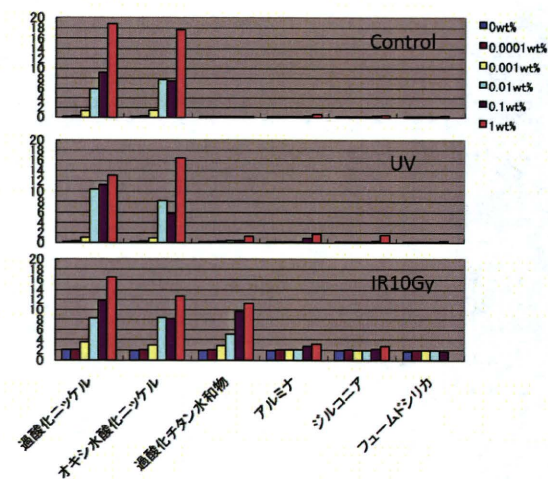 20
18
16
14
12
10
8
6
4
2
0
Control
0wt%
0.0001wt%
0.001wt%
0.01wt%
0.1wt%
1wt%
20
18
16
14
12
10
8
6
4
2
0
UV
20
18
16
14
12
10
8
6
4
2
0
IR10Gy
過酸化ニッケル
オキシ水酸化ニッケル
過酸化チタン水和物
アルミナ
ジルコニア
フュームドシリカ